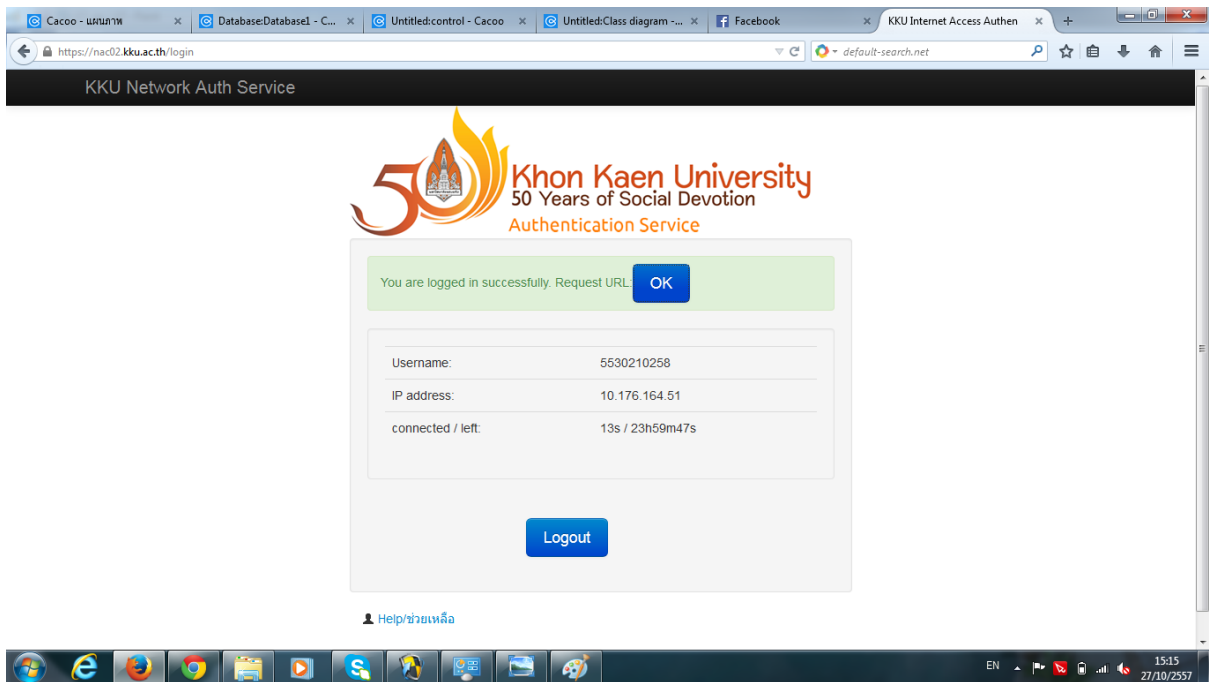 Cacoo - แผนภาพ
Database:Database1 - C...
Untitled:control - Cacoo
Untitled:Class diagram -...
Facebook
KKU Internet Access Authen
https://nac02.kku.ac.th/login
default-search.net
KKU Network Auth Service
50
Khon Kaen University
50 Years of Social Devotion
Authentication Service
You are logged in successfully. Request URL: OK
Username: 5530210258
IP address: 10.176.164.51
connected / left: 13s / 23h59m47s
Logout
Help/ช่วยเหลือ
EN
15:15
27/10/2557